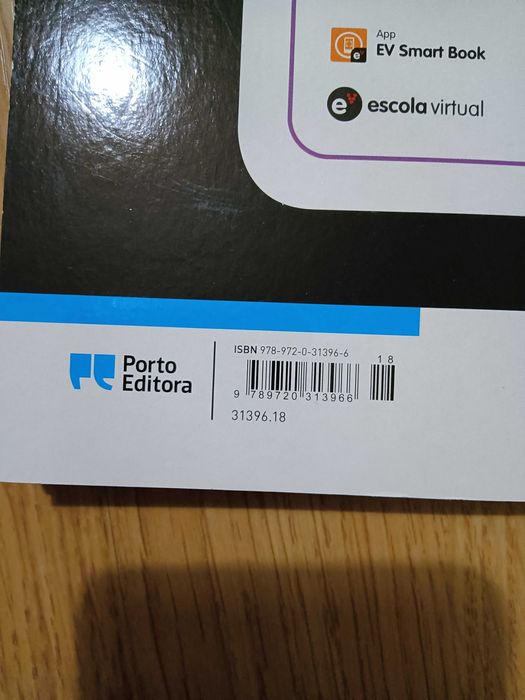 App
EV Smart Book
e
escola virtual
Porto
Editora
ISBN 978-972-0-31396-6
18
9 789720 313966
31396.18